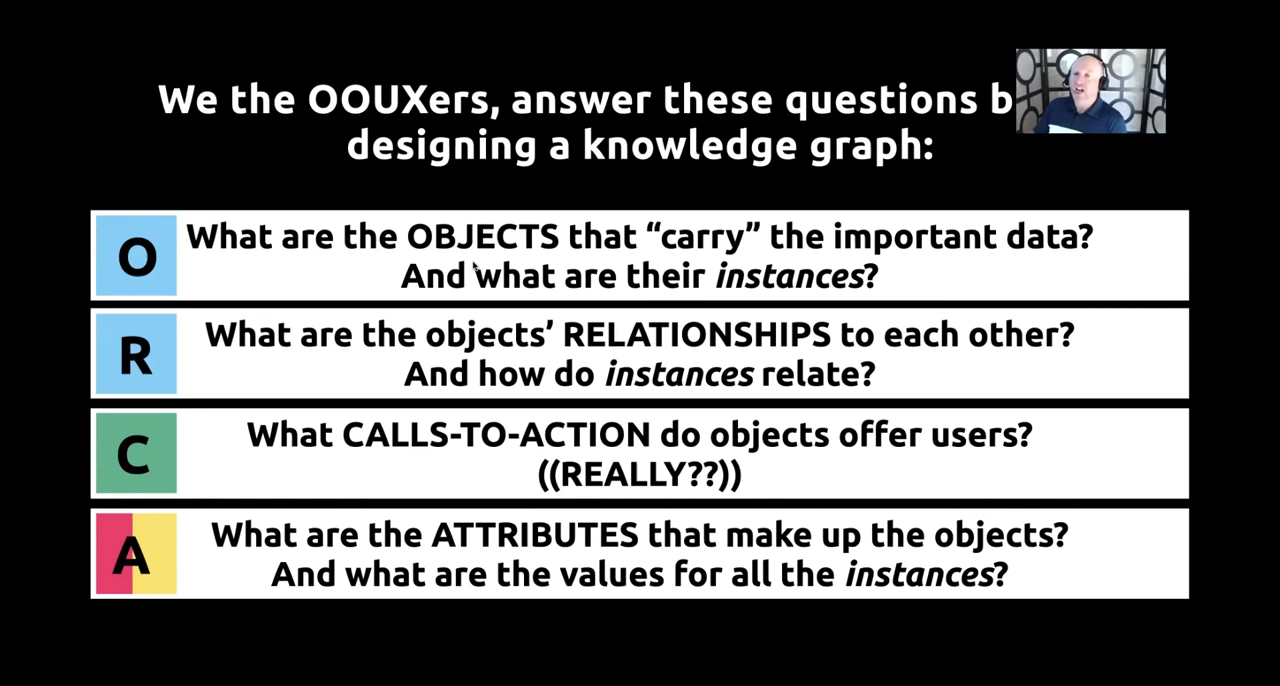 We the OOUXers, answer these questions b
designing a knowledge graph:
O
What are the OBJECTS that “carry” the important data?
And what are their instances?
R
What are the objects’ RELATIONSHIPS to each other?
And how do instances relate?
C
What CALLS-TO-ACTION do objects offer users?
((REALLY??))
A
What are the ATTRIBUTES that make up the objects?
And what are the values for all the instances?